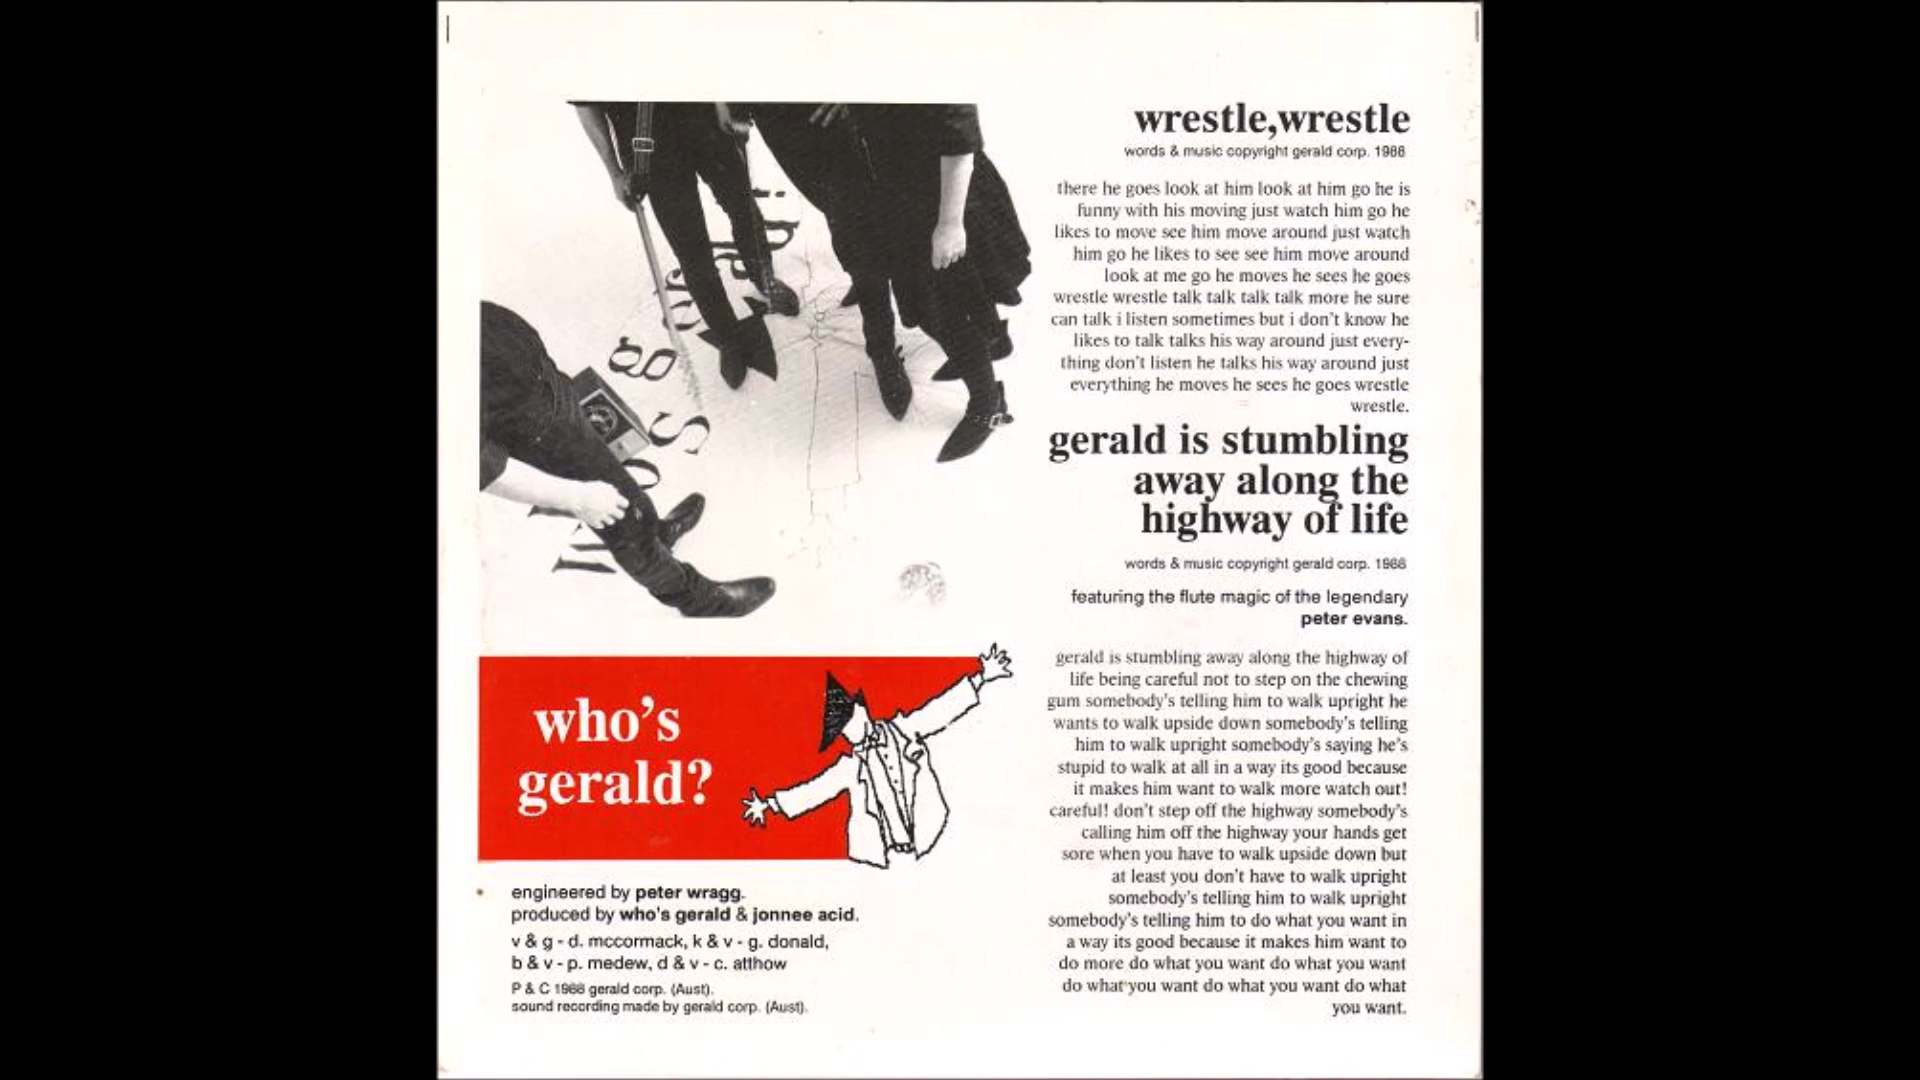 wrestle,wrestle
words & music copyright gerald corp. 1988
there he goes look at him look at him go he is
funny with his moving just watch him go he
likes to move see him move around just watch
him go he likes to see see him move around
look at me go he moves he sees he goes
wrestle wrestle talk talk talk talk more he sure
can talk i listen sometimes but i don't know he
likes to talk talks his way around just every-
thing don't listen he talks his way around just
everything he moves he sees he goes wrestle
wrestle.
gerald is stumbling
away along the
highway of life
words & music copyright gerald corp. 1988
featuring the flute magic of the legendary
peter evans.
gerald is stumbling away along the highway of
life being careful not to step on the chewing
gum somebody's telling him to walk upright he
wants to walk upside down somebody's telling
him to walk upright somebody's saying he's
stupid to walk at all in a way its good because
it makes him want to walk more watch out!
careful! don't step off the highway somebody's
calling him off the highway your hands get
sore when you have to walk upside down but
at least you don't have to walk upright
somebody's telling him to walk upright
somebody's telling him to do what you want in
a way its good because it makes him want to
do more do what you want do what you want
do what you want do what you want do what
you want.
who's
gerald?
engineered by peter wragg.
produced by who's gerald & jonnee acid.
v & g - d. mccormack, k & v - g. donald,
b & v - p. medew, d & v - c. atthow
P & C 1988 gerald corp. (Aust).
sound recording made by gerald corp. (Aust).